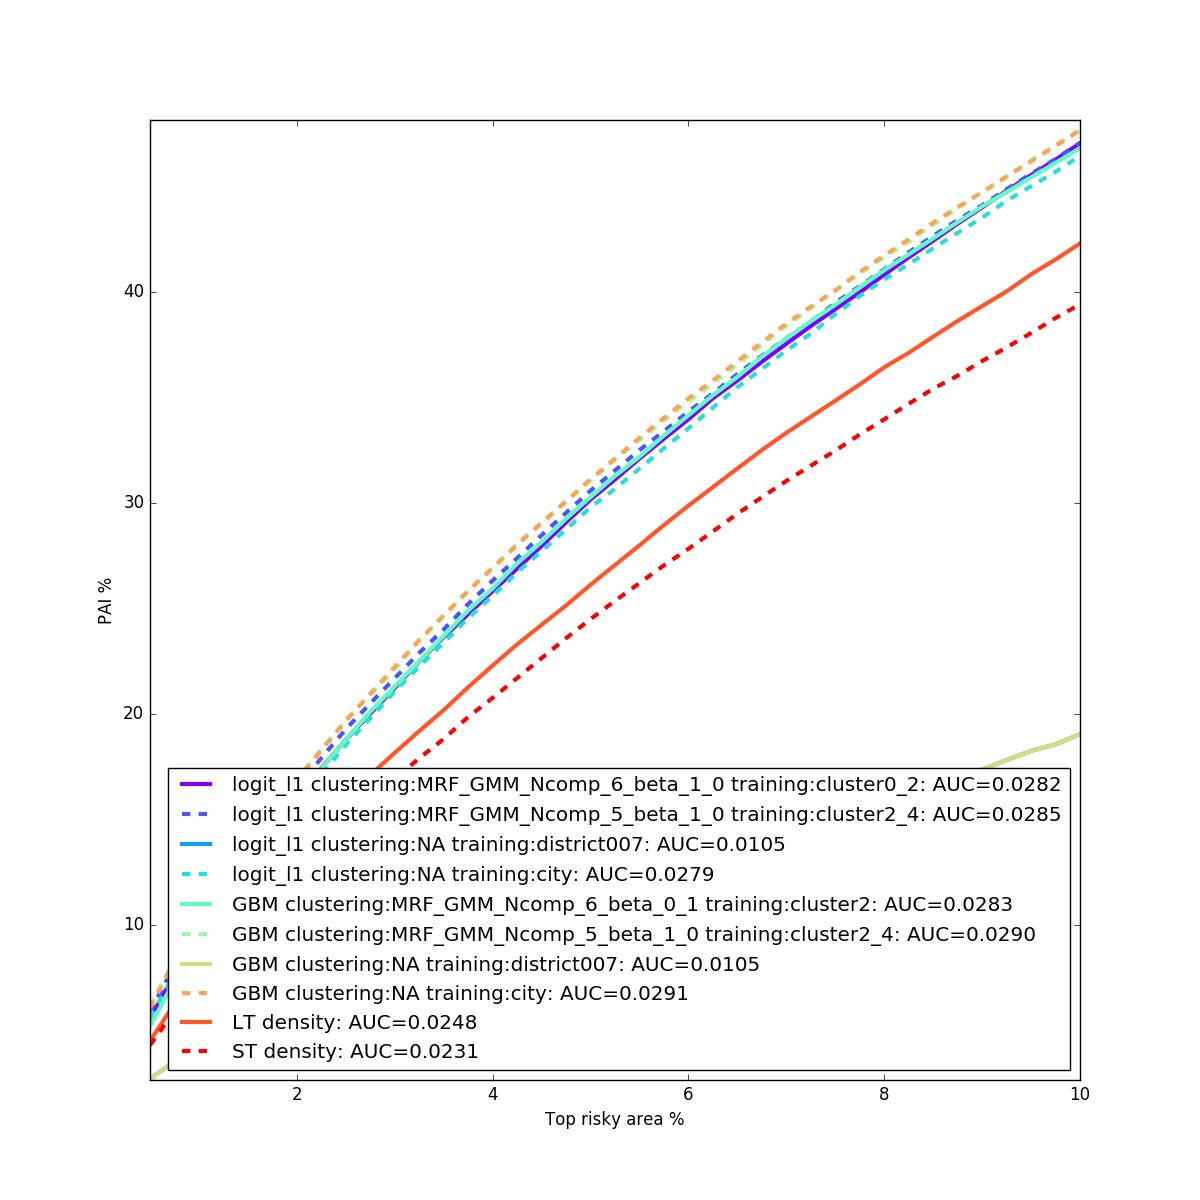 40
30
PAI %
20
10
logit_l1 clustering:MRF_GMM_Ncomp_6_beta_1_0 training:cluster0_2: AUC=0.0282
logit_l1 clustering:MRF_GMM_Ncomp_5_beta_1_0 training:cluster2_4: AUC=0.0285
logit_l1 clustering:NA training:district007: AUC=0.0105
logit_l1 clustering:NA training:city: AUC=0.0279
GBM clustering:MRF_GMM_Ncomp_6_beta_0_1 training:cluster2: AUC=0.0283
GBM clustering:MRF_GMM_Ncomp_5_beta_1_0 training:cluster2_4: AUC=0.0290
GBM clustering:NA training:district007: AUC=0.0105
GBM clustering:NA training:city: AUC=0.0291
LT density: AUC=0.0248
ST density: AUC=0.0231
2 4 6 8 10
Top risky area %